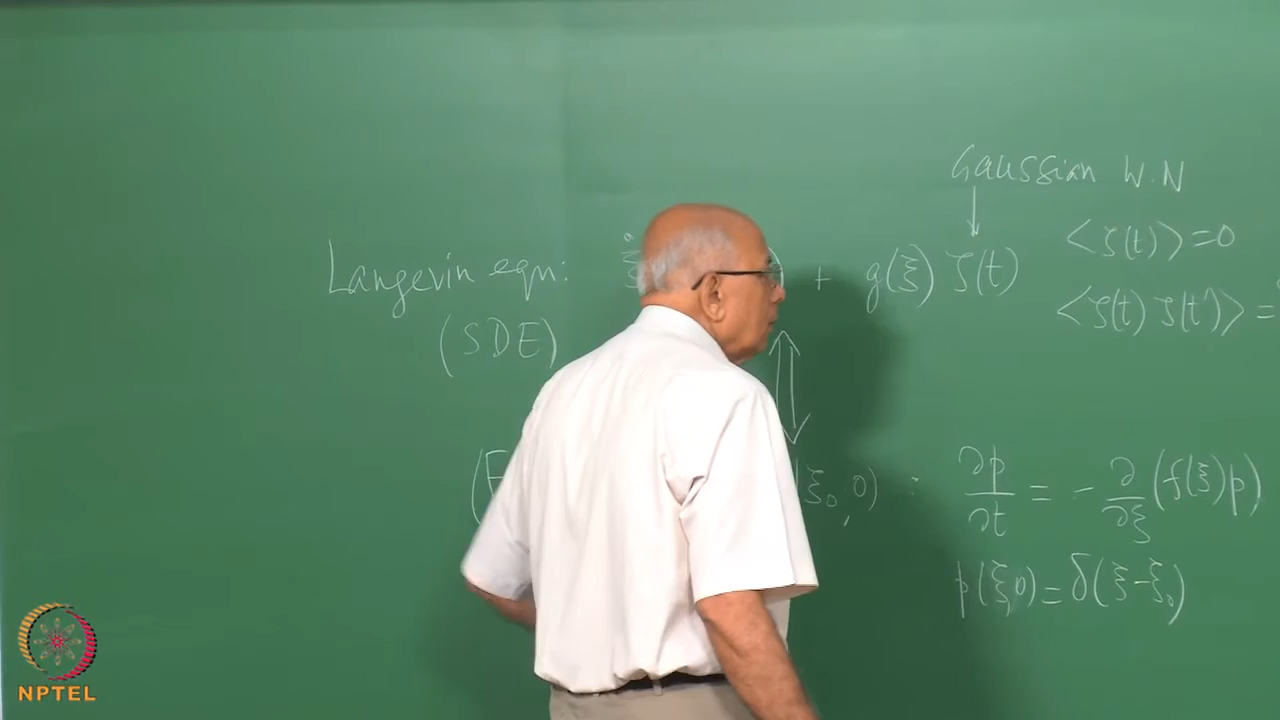 Gaussian W.N
↓
Langevin eqn: ξ̇ ) + g(ξ) ζ(t) <ζ(t)> = 0
(SDE) <ζ(t) ζ(t')> =
(F ξ₀, 0) : ∂p/∂t = - ∂/∂ξ (f(ξ)p)
p(ξ,0) = δ(ξ-ξ₀)
NPTEL